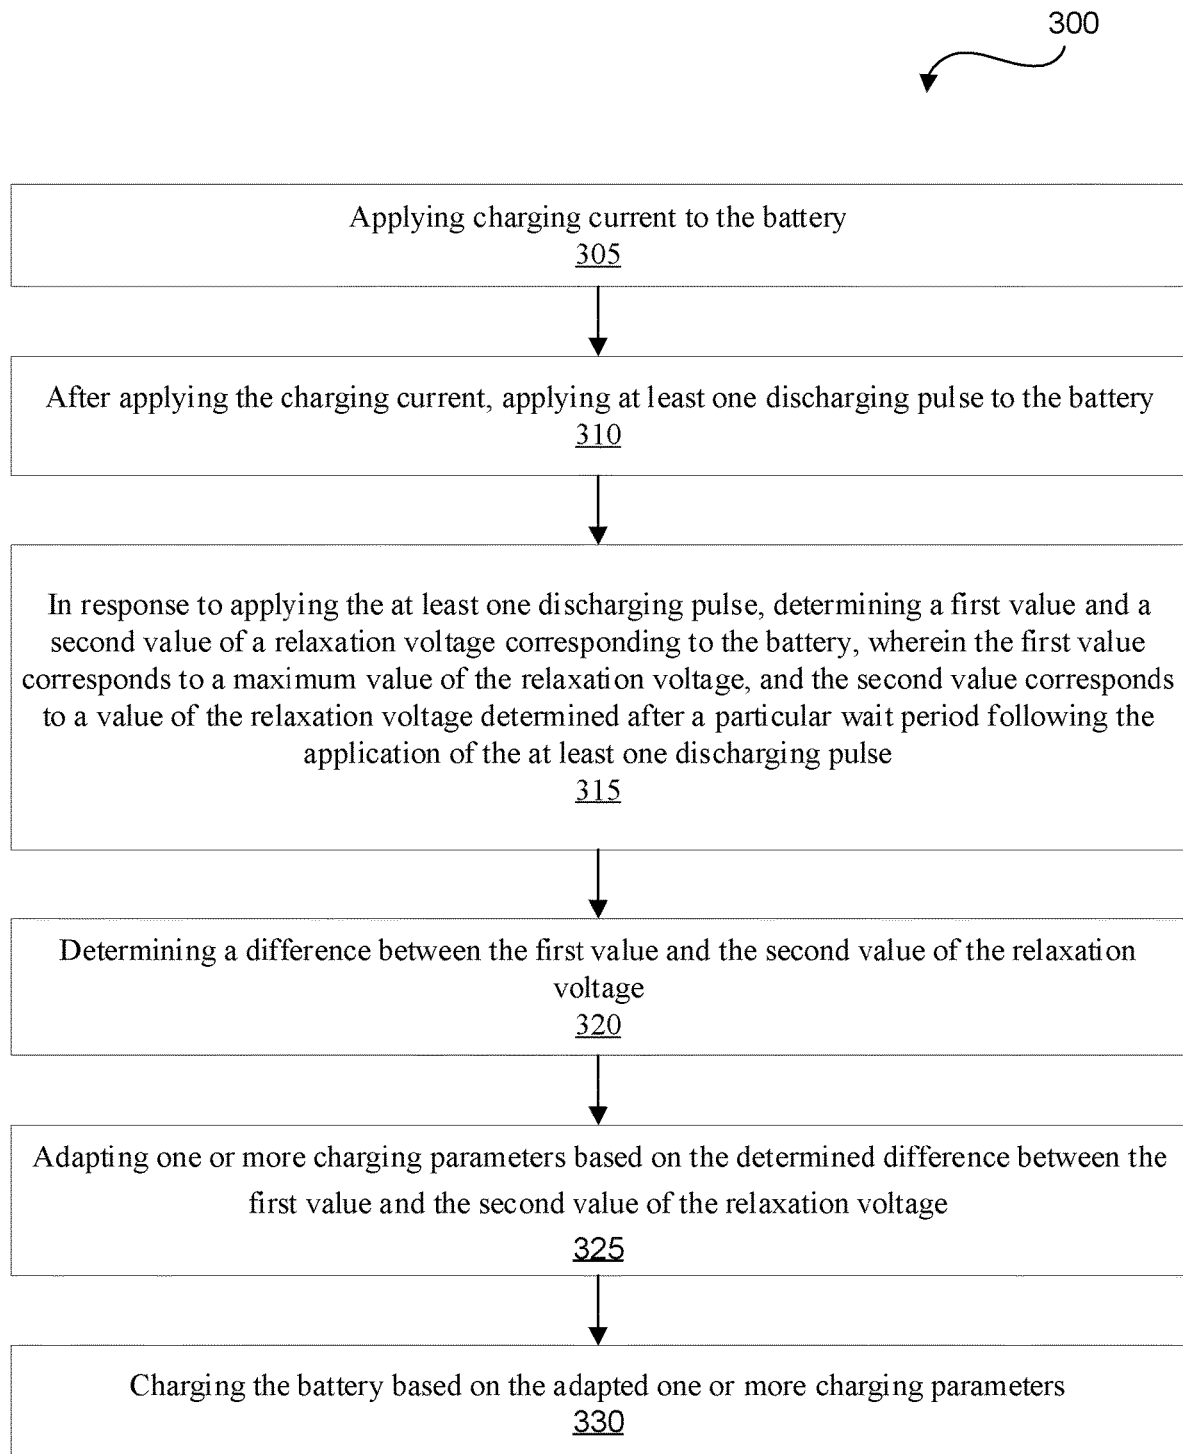 300
Applying charging current to the battery
305
After applying the charging current, applying at least one discharging pulse to the battery
310
In response to applying the at least one discharging pulse, determining a first value and a
second value of a relaxation voltage corresponding to the battery, wherein the first value
corresponds to a maximum value of the relaxation voltage, and the second value corresponds
to a value of the relaxation voltage determined after a particular wait period following the
application of the at least one discharging pulse
315
Determining a difference between the first value and the second value of the relaxation
voltage
320
Adapting one or more charging parameters based on the determined difference between the
first value and the second value of the relaxation voltage
325
Charging the battery based on the adapted one or more charging parameters
330